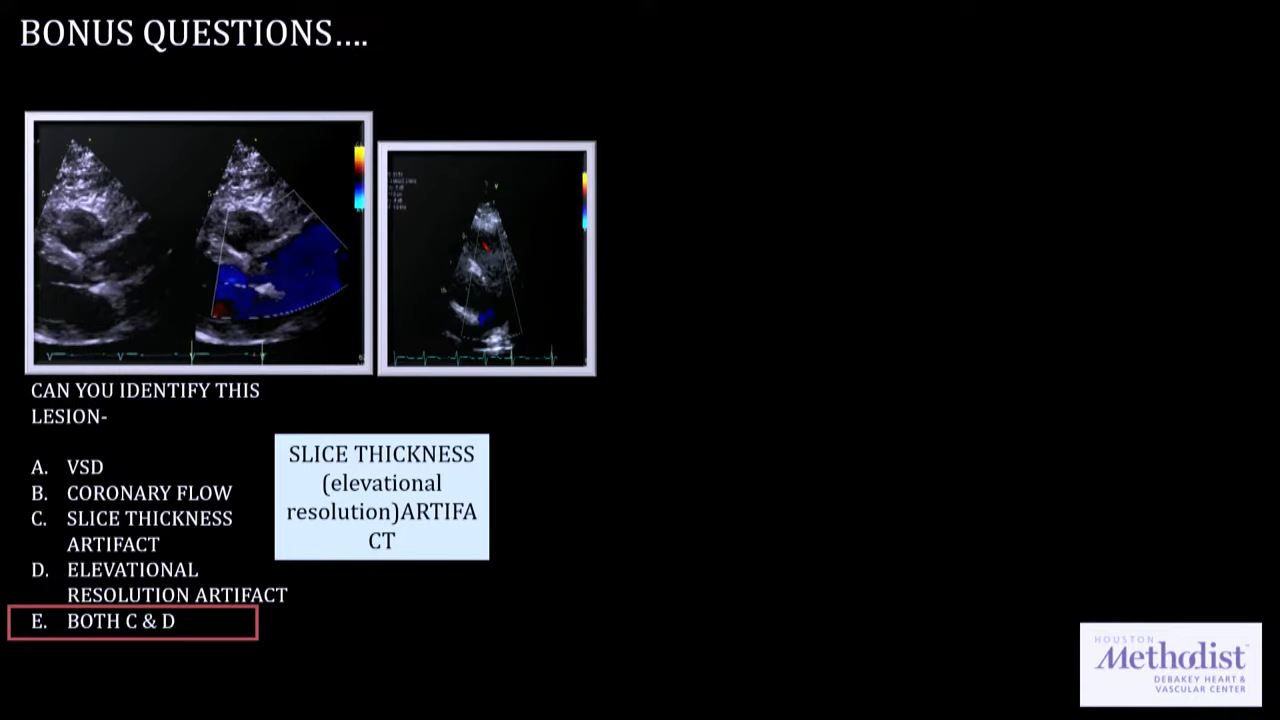 BONUS QUESTIONS....
CAN YOU IDENTIFY THIS
LESION-
A. VSD
B. CORONARY FLOW
C. SLICE THICKNESS
ARTIFACT
D. ELEVATIONAL
RESOLUTION ARTIFACT
E. BOTH C & D
SLICE THICKNESS
(elevational
resolution)ARTIFA
CT
HOUSTON
Methodist
DEBAKEY HEART &
VASCULAR CENTER